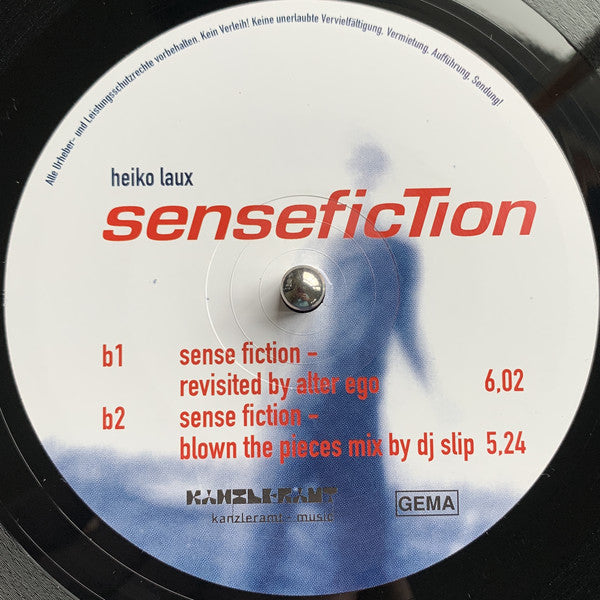 Alle Urheber- und Leistungsschutzrechte vorbehalten. Kein Verleih! Keine unerlaubte Vervielfältigung, Vermietung, Aufführung, Sendung!
heiko laux
senseficTion
b1 sense fiction –
revisited by alter ego 6,02
b2 sense fiction –
blown the pieces mix by dj slip 5,24
KANZLERAMT
kanzleramt - music
GEMA